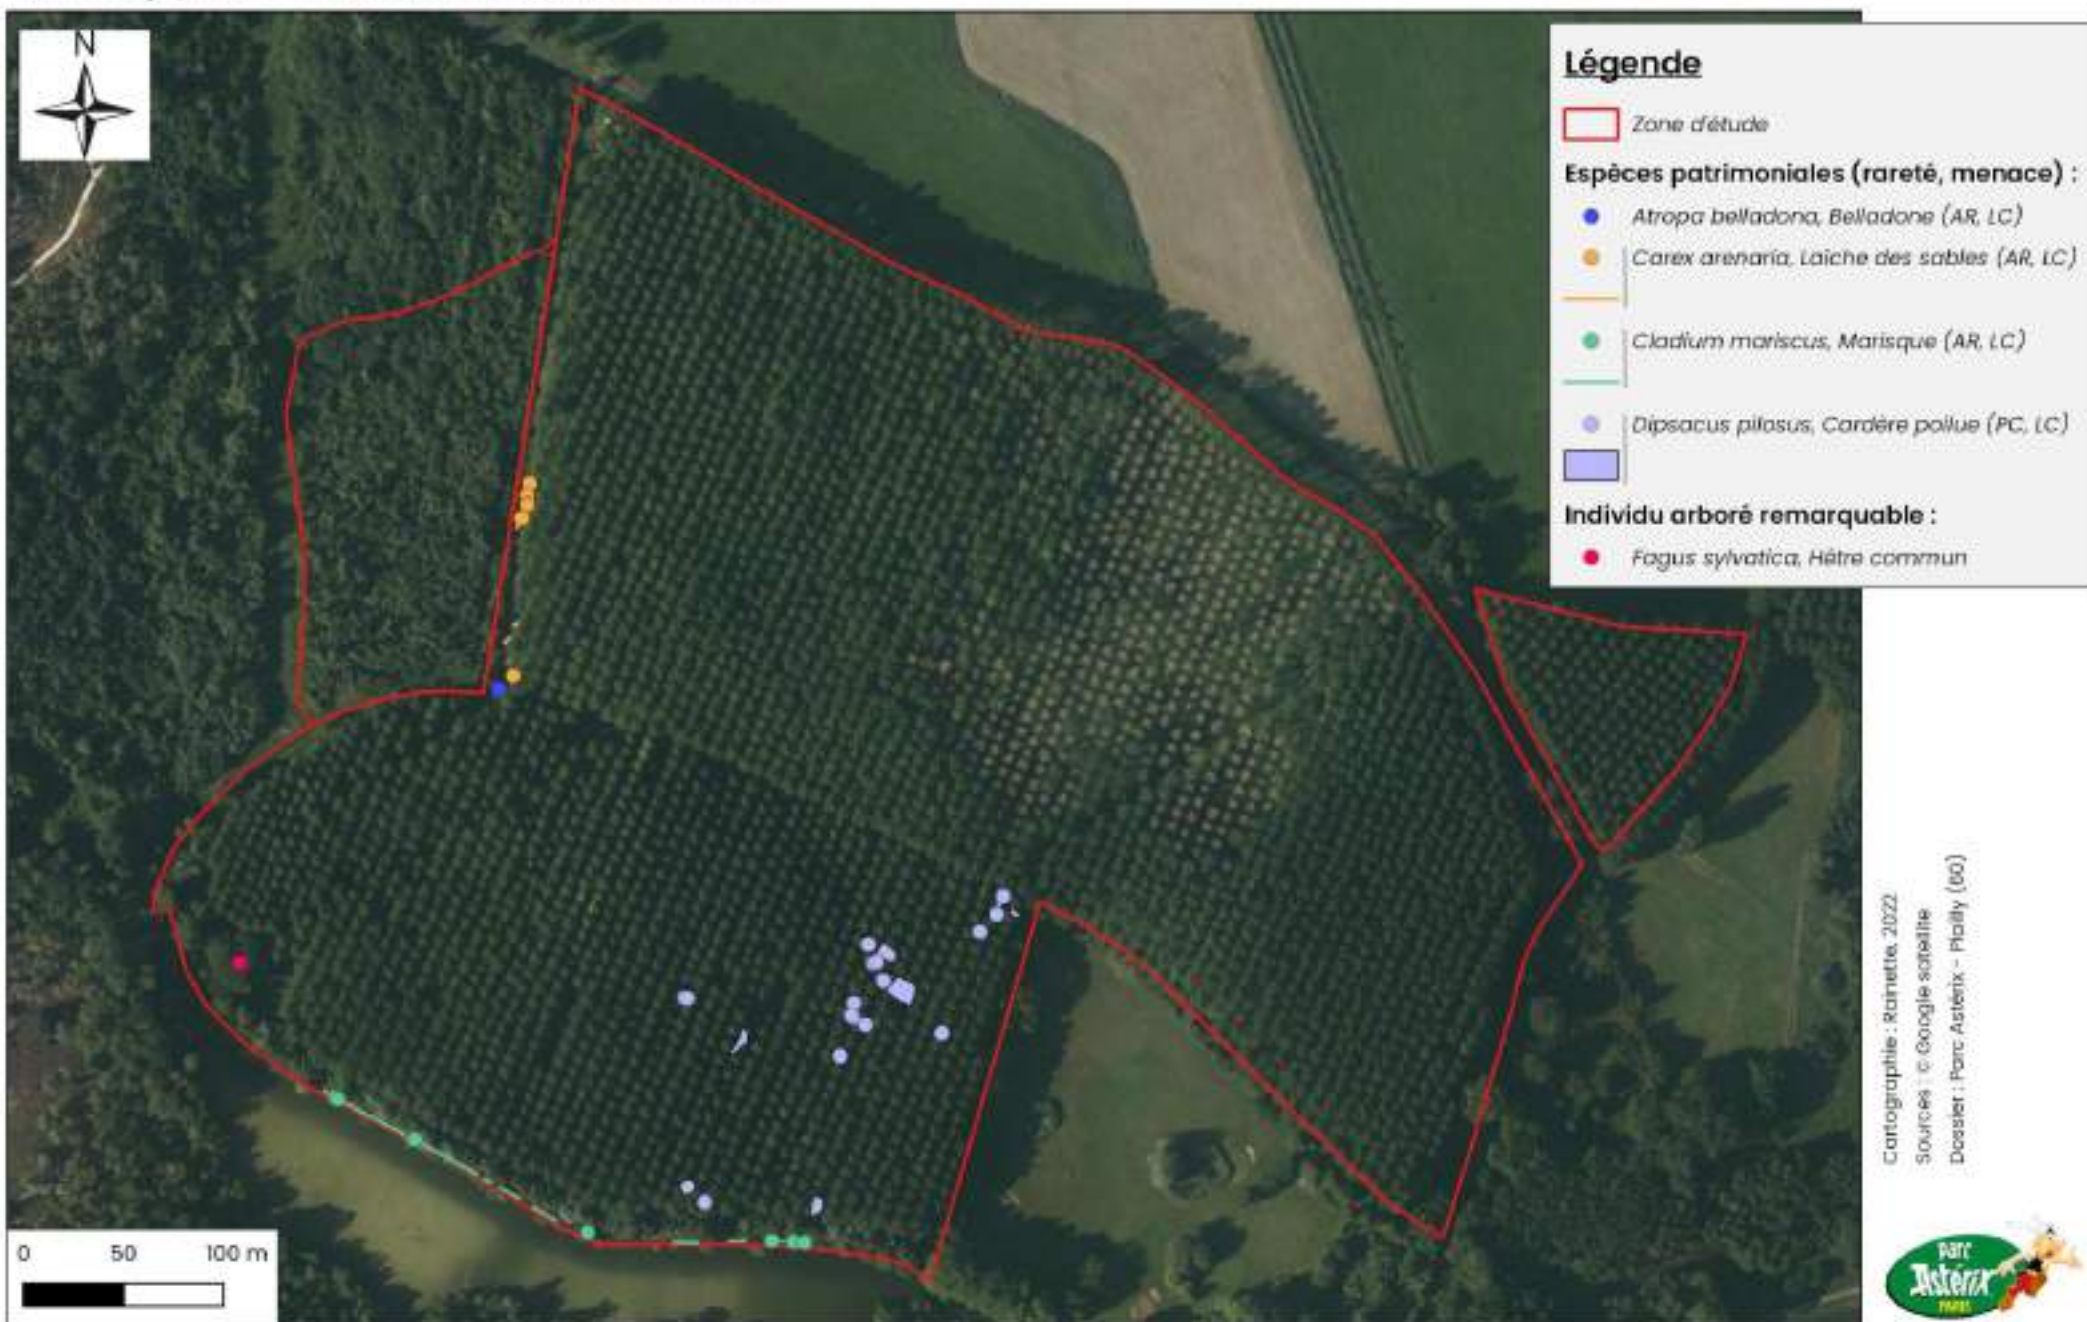 N
Légende
Zone d'étude
Espèces patrimoniales (rareté, menace) :
Atropa belladona, Belladone (AR, LC)
Carex arenaria, Laîche des sables (AR, LC)
Cladium mariscus, Marisque (AR, LC)
Dipsacus pilosus, Cardère poilue (PC, LC)
Individu arboré remarquable :
Fagus sylvatica, Hêtre commun
Cartographie : Rainette, 2022
Sources : © Google satellite
Dossier : Parc Astérix - Plailly (60)
0 50 100 m
Parc
Astérix
PARIS